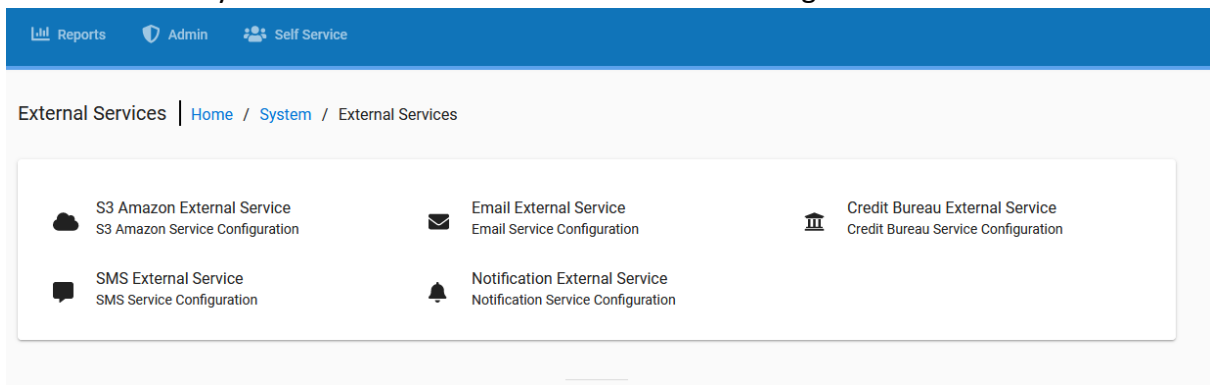 Reports Admin Self Service
External Services Home / System / External Services
S3 Amazon External Service
S3 Amazon Service Configuration
Email External Service
Email Service Configuration
Credit Bureau External Service
Credit Bureau Service Configuration
SMS External Service
SMS Service Configuration
Notification External Service
Notification Service Configuration